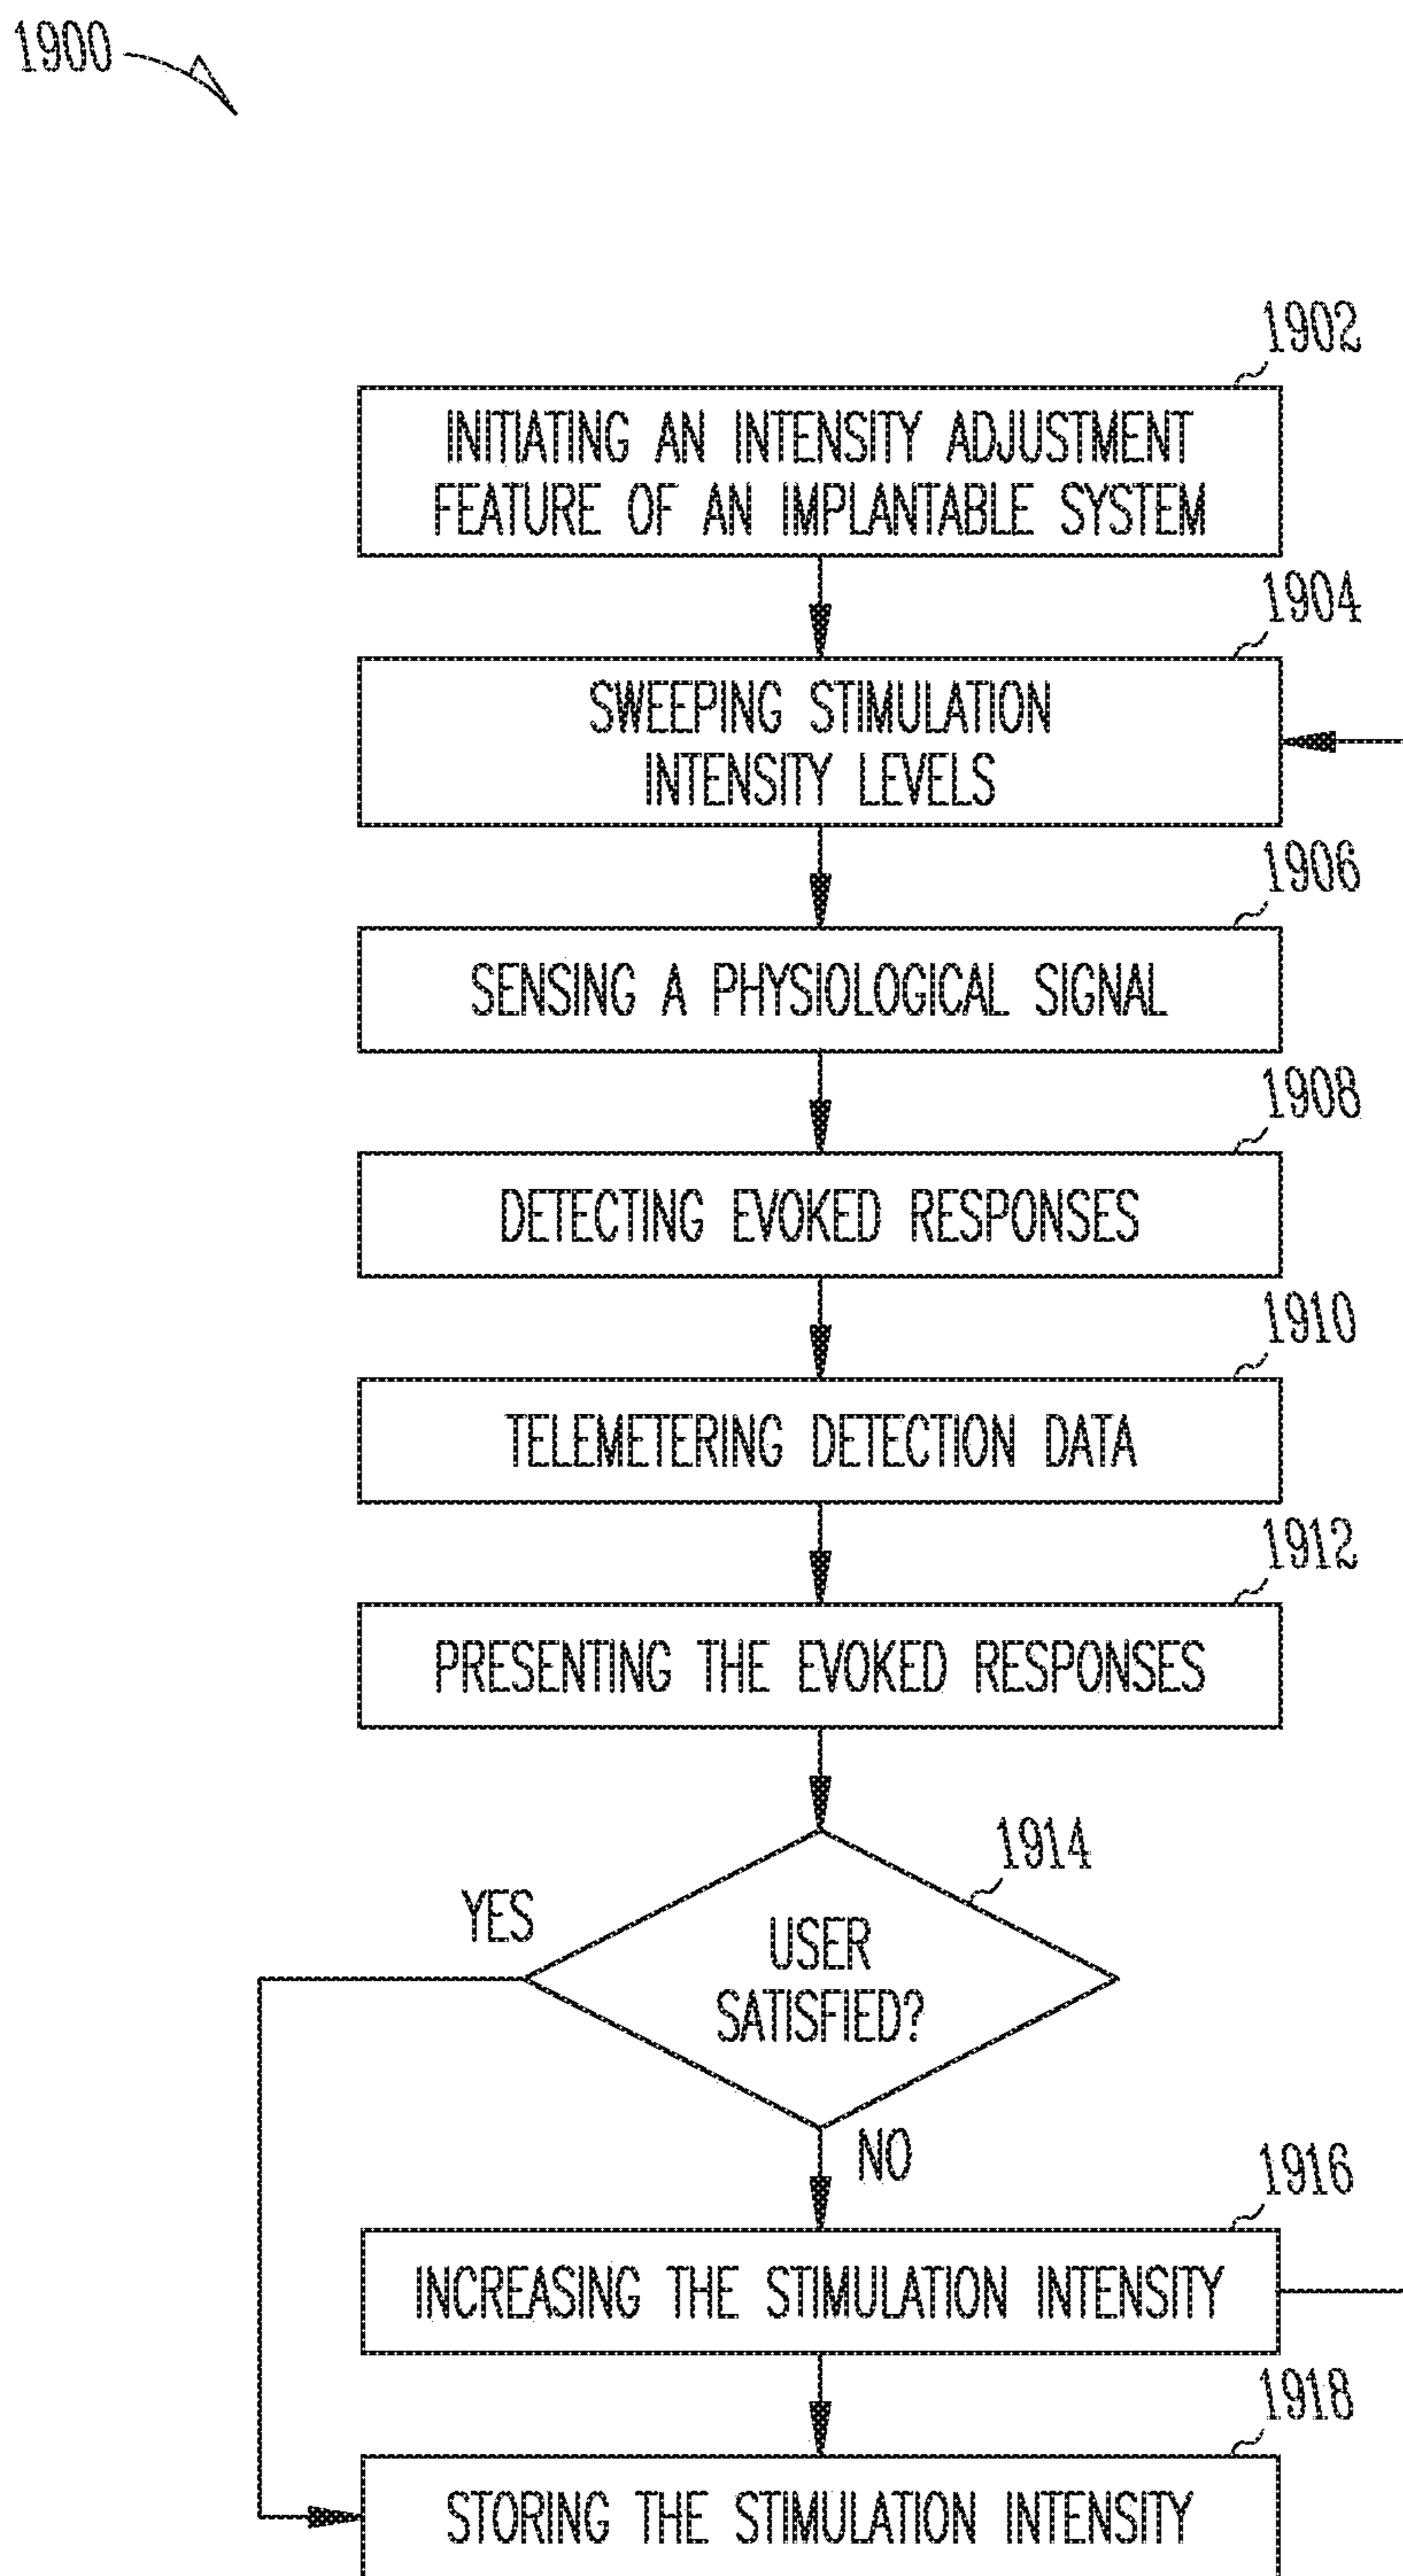 1900
1902
INITIATING AN INTENSITY ADJUSTMENT
FEATURE OF AN IMPLANTABLE SYSTEM
1904
SWEEPING STIMULATION
INTENSITY LEVELS
1906
SENSING A PHYSIOLOGICAL SIGNAL
1908
DETECTING EVOKED RESPONSES
1910
TELEMETERING DETECTION DATA
1912
PRESENTING THE EVOKED RESPONSES
1914
YES
USER
SATISFIED?
NO
1916
INCREASING THE STIMULATION INTENSITY
1918
STORING THE STIMULATION INTENSITY